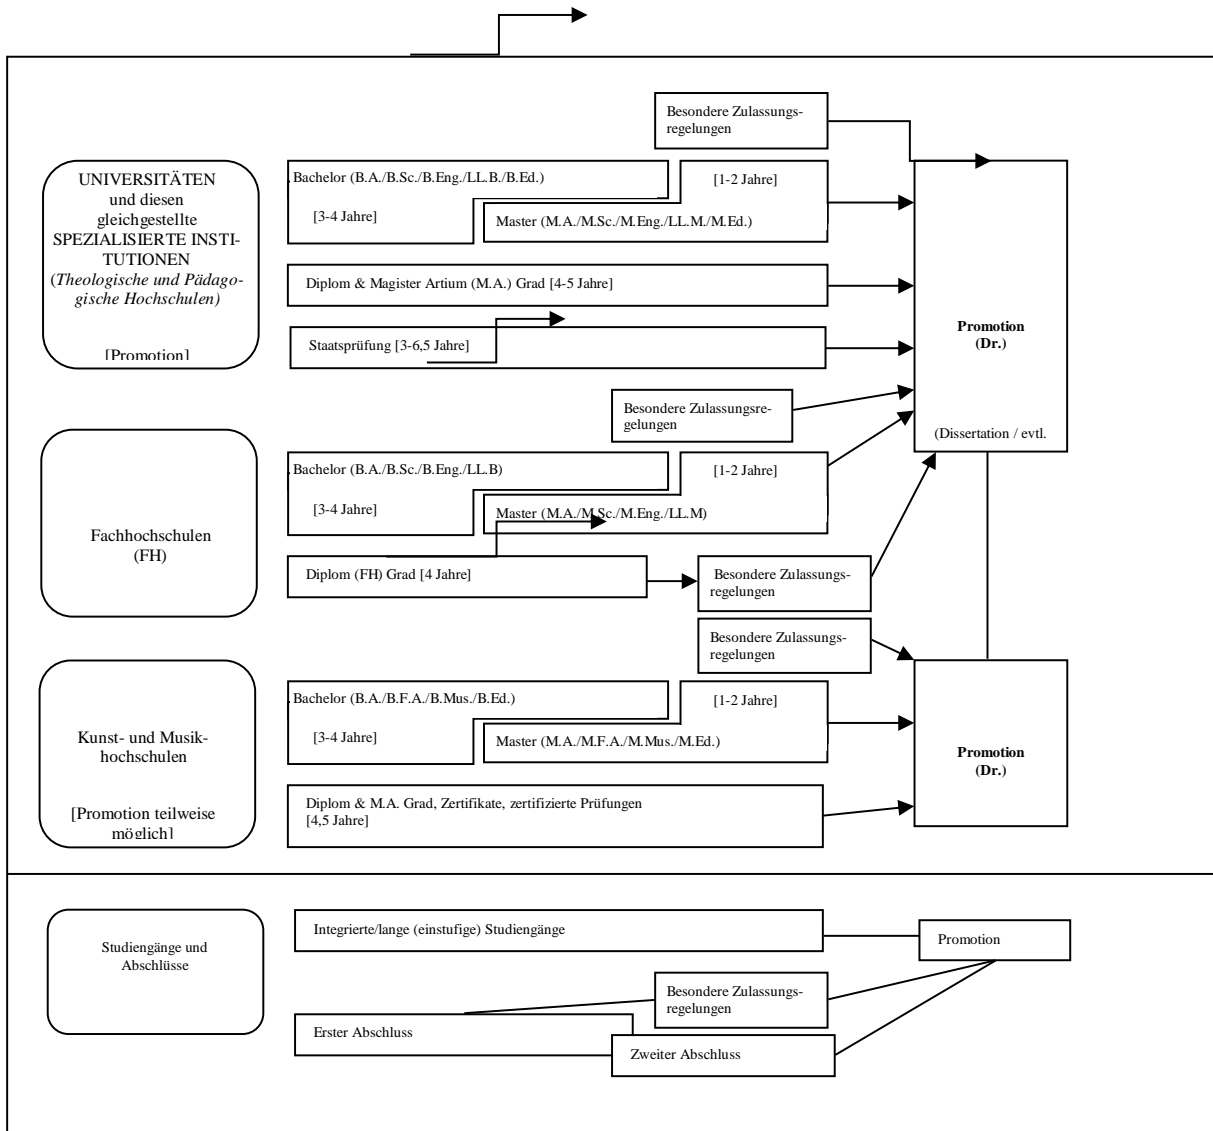 Besondere Zulassungs-
regelungen
UNIVERSITÄTEN
und diesen
gleichgestellte
SPEZIALISIERTE INSTI-
TUTIONEN
(Theologische und Pädago-
gische Hochschulen)
[Promotion]
. Bachelor (B.A./B.Sc./B.Eng./LL.B./B.Ed.)
[3-4 Jahre]
[1-2 Jahre]
Master (M.A./M.Sc./M.Eng./LL.M./M.Ed.)
Diplom & Magister Artium (M.A.) Grad [4-5 Jahre]
Staatsprüfung [3-6,5 Jahre]
Promotion
(Dr.)
(Dissertation / evtl.
Besondere Zulassungsre-
gelungen
Fachhochschulen
(FH)
. Bachelor (B.A./B.Sc./B.Eng./LL.B)
[3-4 Jahre]
[1-2 Jahre]
Master (M.A./M.Sc./M.Eng./LL.M)
Diplom (FH) Grad [4 Jahre]
Besondere Zulassungs-
regelungen
Besondere Zulassungs-
regelungen
Kunst- und Musik-
hochschulen
[Promotion teilweise
möglich]
. Bachelor (B.A./B.F.A./B.Mus./B.Ed.)
[3-4 Jahre]
[1-2 Jahre]
Master (M.A./M.F.A./M.Mus./M.Ed.)
Diplom & M.A. Grad, Zertifikate, zertifizierte Prüfungen
[4,5 Jahre]
Promotion
(Dr.)
Studiengänge und
Abschlüsse
Integrierte/lange (einstufige) Studiengänge
Promotion
Besondere Zulassungs-
regelungen
Erster Abschluss
Zweiter Abschluss